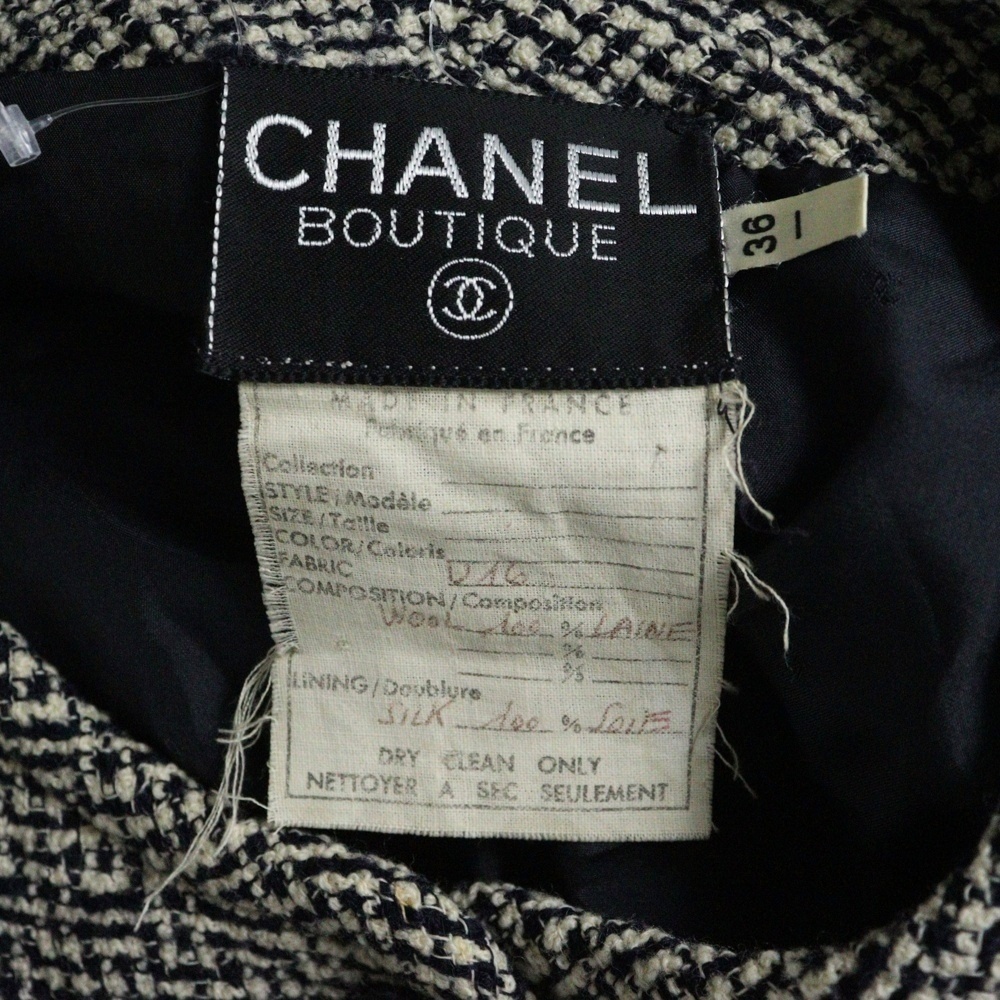 CHANEL
BOUTIQUE
36
I
MADE IN FRANCE
Fabriqué en France
Collection
STYLE/Modèle
SIZE/Taille
COLOR/Coloris
FABRIC D16
COMPOSITION/Composition
WOOL 100 % LAINE
%
%
LINING/Doublure
SILK 100 % SOIE
DRY CLEAN ONLY
NETTOYER A SEC SEULEMENT